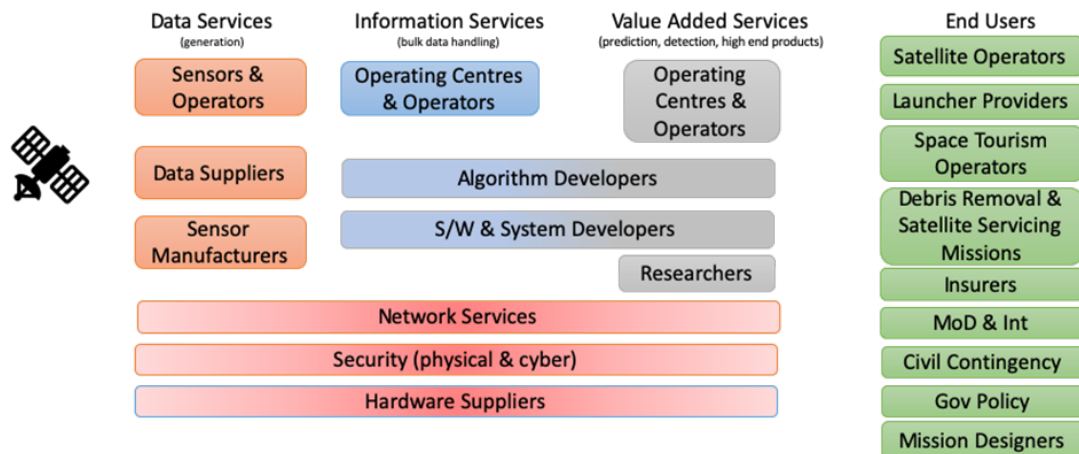 Data Services
(generation)
Sensors &
Operators
Data Suppliers
Sensor
Manufacturers
Information Services
(bulk data handling)
Operating Centres
& Operators
Value Added Services
(prediction, detection, high end products)
Operating
Centres &
Operators
Algorithm Developers
S/W & System Developers
Researchers
Network Services
Security (physical & cyber)
Hardware Suppliers
End Users
Satellite Operators
Launcher Providers
Space Tourism
Operators
Debris Removal &
Satellite Servicing
Missions
Insurers
MoD & Int
Civil Contingency
Gov Policy
Mission Designers